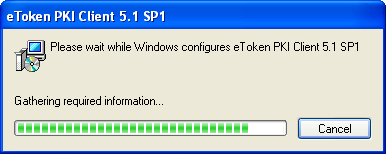 eToken PKI Client 5.1 SP1
Please wait while Windows configures eToken PKI Client 5.1 SP1
Gathering required information...
Cancel